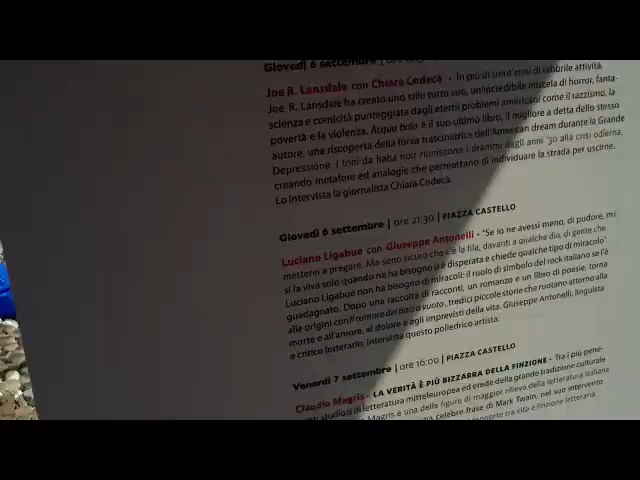 Giovedì 6 settembre | ore
Joe R. Lansdale con Chiara Codecà • In più di trent'anni di febbrile attività,
Joe R. Lansdale ha creato uno stile tutto suo, un'incredibile miscela di horror, fanta-
scienza e comicità punteggiata dagli eterni problemi americani come il razzismo, la
povertà e la violenza. Acqua buia è il suo ultimo libro, il migliore a detta dello stesso
autore, una riscoperta della forza trascinatrice dell'American dream durante la Grande
Depressione. I toni da fiaba noir riuniscono i drammi degli anni '30 alla crisi odierna,
creando metafore ed analogie che permettano di individuare la strada per uscirne.
Lo intervista la giornalista Chiara Codecà.
Giovedì 6 settembre | ore 21:30 | PIAZZA CASTELLO
Luciano Ligabue con Giuseppe Antonelli • "Se io ne avessi meno, di pudore, mi
metterei a pregare. Ma sono sicuro che c'è la fila, davanti a qualche dio, di gente che
si fa viva solo quando ne ha bisogno o è disperata e chiede qualche tipo di miracolo"
Luciano Ligabue non ha bisogno di miracoli: il ruolo di simbolo del rock italiano se l'è
guadagnato. Dopo una raccolta di racconti, un romanzo e un libro di poesie, torna
alle origini con Il rumore dei baci a vuoto, tredici piccole storie che ruotano attorno alla
morte e all'amore, al dolore e agli imprevisti della vita. Giuseppe Antonelli, linguista
e critico letterario, intervista questo poliedrico artista.
Venerdì 7 settembre | ore 16:00 | PIAZZA CASTELLO
Claudio Magris • LA VERITÀ È PIÙ BIZZARRA DELLA FINZIONE • Tra i più pene-
studiosi di letteratura mitteleuropea ed erede della grande tradizione culturale
Magris è una delle figure di maggior rilievo della letteratura italiana
celebre frase di Mark Twain, nel suo intervento
rapporto tra vita e finzione letteraria